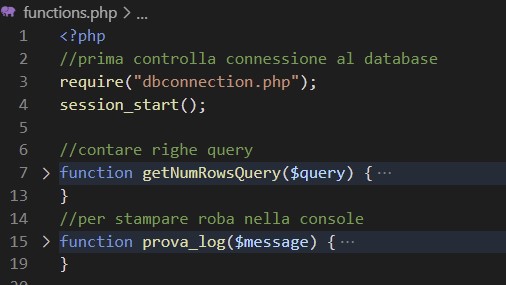 functions.php > ...
1 <?php
2 //prima controlla connessione al database
3 require("dbconnection.php");
4 session_start();
5
6 //contare righe query
7 > function getNumRowsQuery($query) { ...
13 }
14 //per stampare roba nella console
15 > function prova_log($message) { ...
19 }